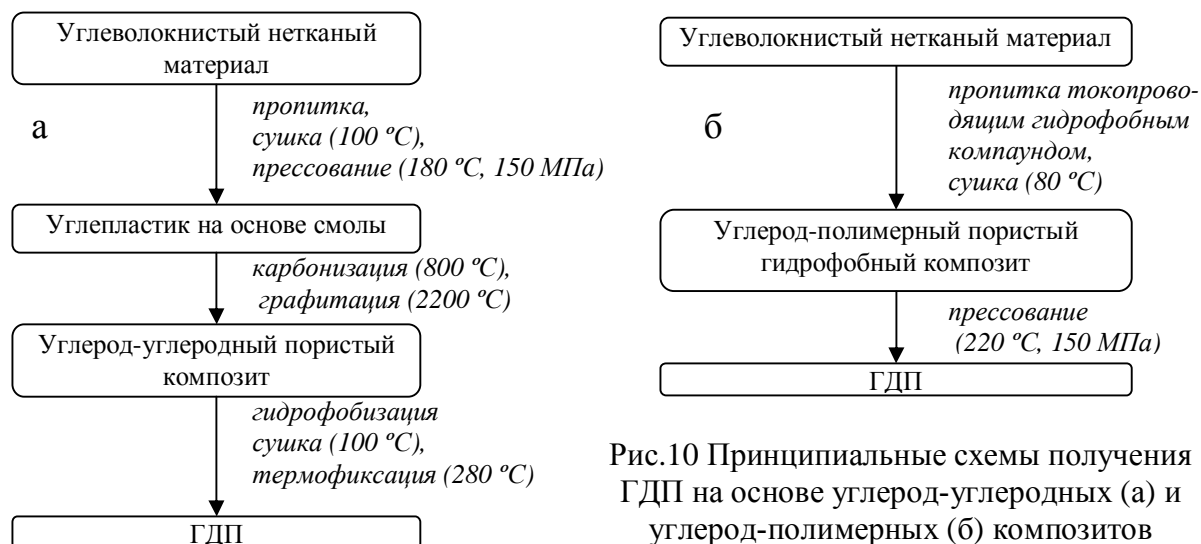 Углеволокнистый нетканый
материал
а
пропитка,
сушка (100 ºС),
прессование (180 ºС, 150 МПа)
Углепластик на основе смолы
карбонизация (800 ºС),
графитация (2200 ºС)
Углерод-углеродный пористый
композит
гидрофобизация
сушка (100 ºС),
термофиксация (280 ºС)
ГДП
Углеволокнистый нетканый материал
б
пропитка токопрово-
дящим гидрофобным
компаундом,
сушка (80 ºС)
Углерод-полимерный пористый
гидрофобный композит
прессование
(220 ºС, 150 МПа)
ГДП
Рис.10 Принципиальные схемы получения
ГДП на основе углерод-углеродных (а) и
углерод-полимерных (б) композитов